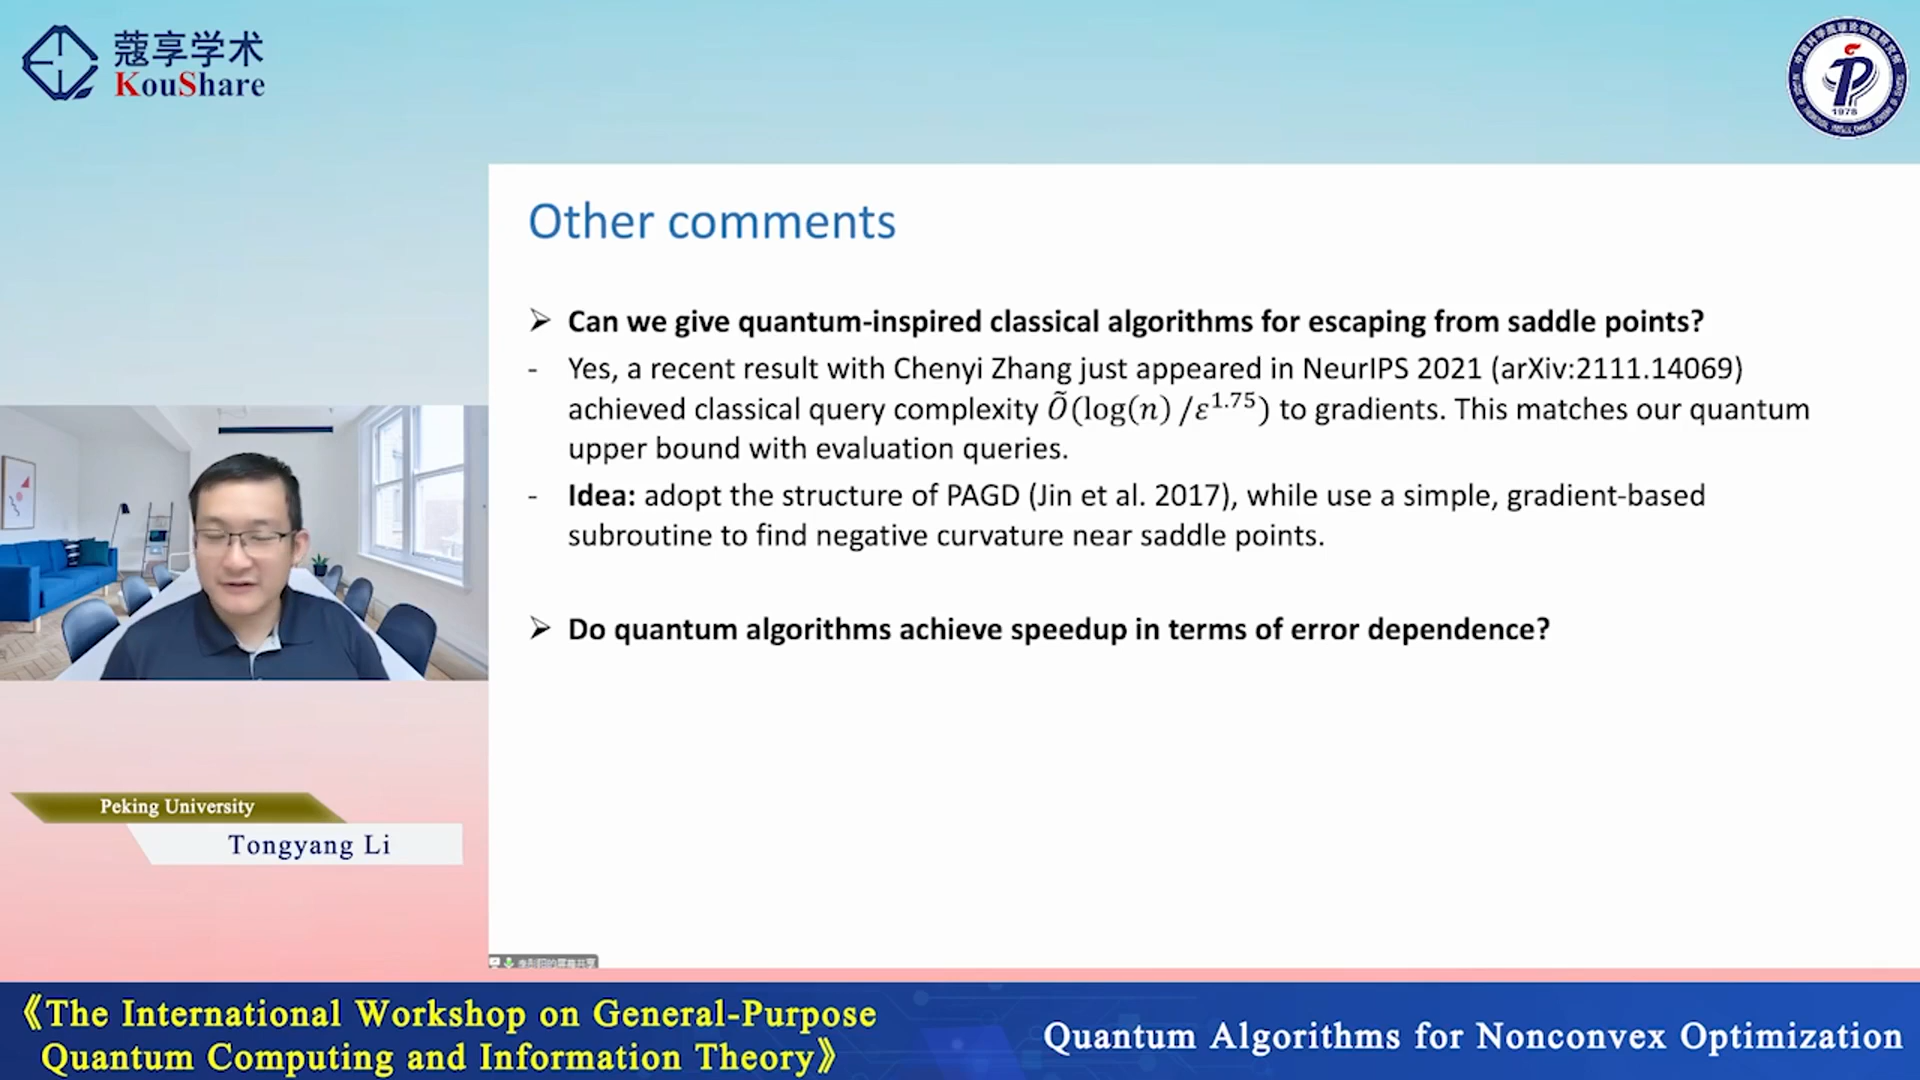 蔻享学术
KouShare
1978
Other comments
➤ Can we give quantum-inspired classical algorithms for escaping from saddle points?
- Yes, a recent result with Chenyi Zhang just appeared in NeurIPS 2021 (arXiv:2111.14069)
achieved classical query complexity Õ(log(n) /ε^1.75) to gradients. This matches our quantum
upper bound with evaluation queries.
- Idea: adopt the structure of PAGD (Jin et al. 2017), while use a simple, gradient-based
subroutine to find negative curvature near saddle points.
➤ Do quantum algorithms achieve speedup in terms of error dependence?
Peking University
Tongyang Li
《The International Workshop on General-Purpose
Quantum Computing and Information Theory》
Quantum Algorithms for Nonconvex Optimization